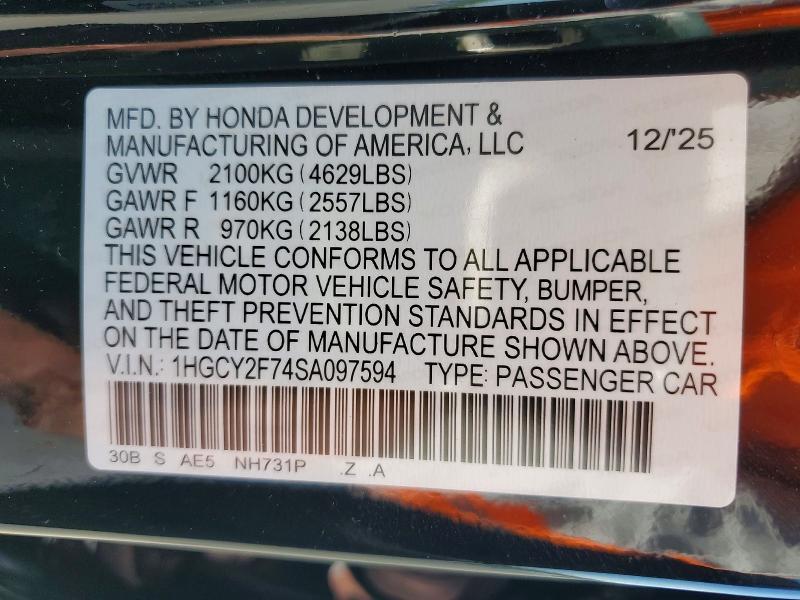 MFD. BY HONDA DEVELOPMENT &
MANUFACTURING OF AMERICA, LLC 12/'25
GVWR 2100KG (4629LBS)
GAWR F 1160KG (2557LBS)
GAWR R 970KG (2138LBS)
THIS VEHICLE CONFORMS TO ALL APPLICABLE
FEDERAL MOTOR VEHICLE SAFETY, BUMPER,
AND THEFT PREVENTION STANDARDS IN EFFECT
ON THE DATE OF MANUFACTURE SHOWN ABOVE.
V.I.N.: 1HGCY2F74SA097594 TYPE: PASSENGER CAR
30B S AE5 NH731P .Z .A